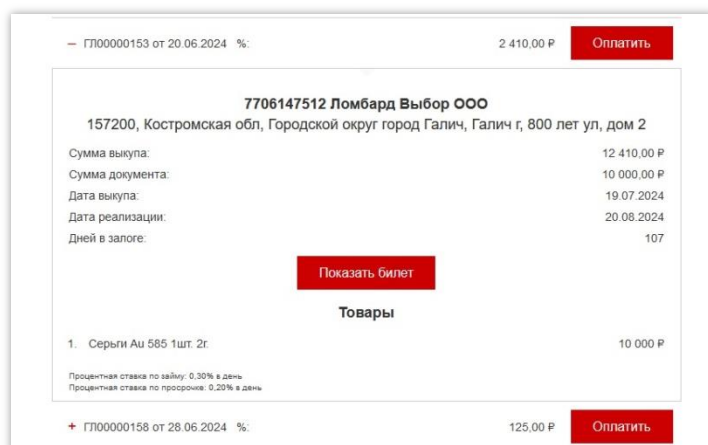 − ГЛ00000153 от 20.06.2024 %: 2 410,00 ₽ Оплатить
7706147512 Ломбард Выбор ООО
157200, Костромская обл, Городской округ город Галич, Галич г, 800 лет ул, дом 2
Сумма выкупа: 12 410,00 ₽
Сумма документа: 10 000,00 ₽
Дата выкупа: 19.07.2024
Дата реализации: 20.08.2024
Дней в залоге: 107
Показать билет
Товары
1. Серьги Au 585 1шт. 2г. 10 000 ₽
Процентная ставка по займу: 0,30% в день
Процентная ставка по просрочке: 0,20% в день
+ ГЛ00000158 от 28.06.2024 %: 125,00 ₽ Оплатить